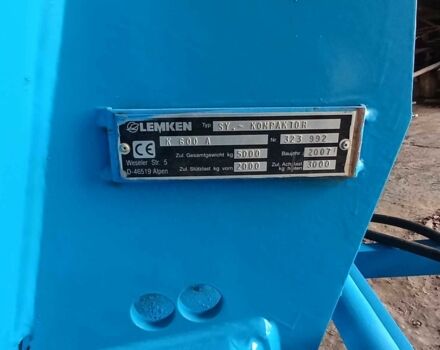 LEMKEN Typ SY.- KOMPAKTOR
CE K 600 A Nr. 323 992
Weseler Str. 5 Zul. Gesamtgewicht kg 5000 Baujahr 2007
D-46519 Alpen Zul. Stützlast kg vorn 2000 Zul. Achslast kg hinten 3000